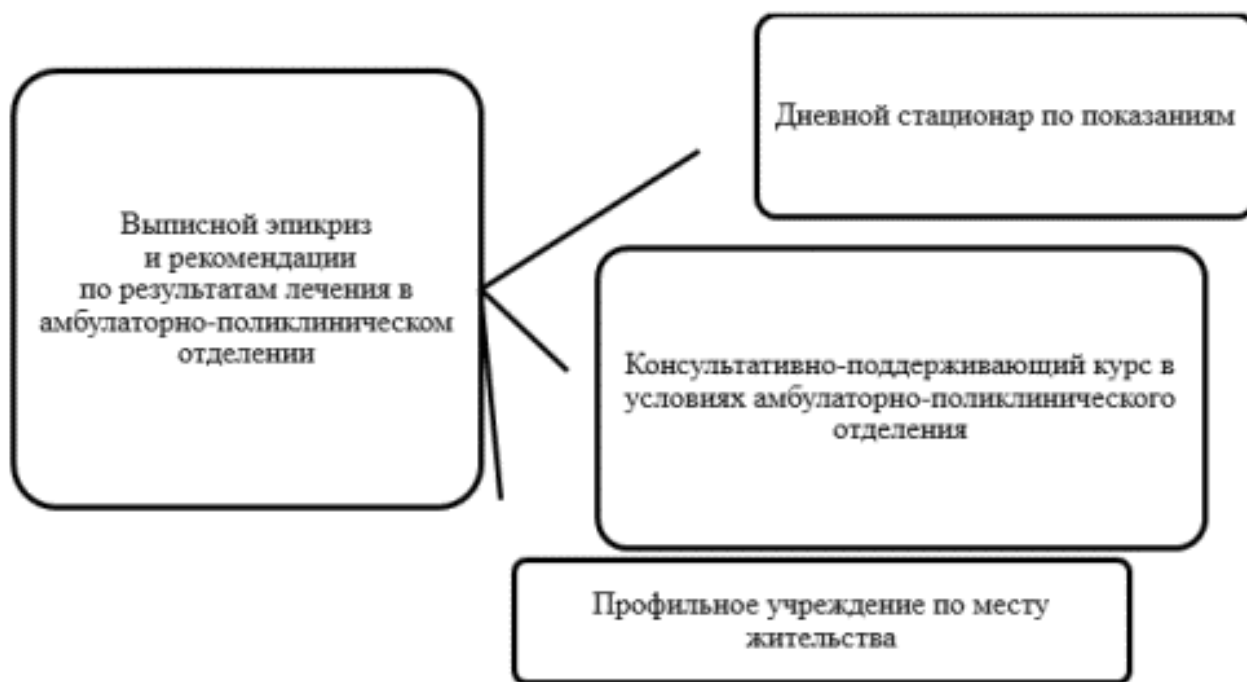 Выписной эпикриз
и рекомендации
по результатам лечения в
амбулаторно-поликлиническом
отделении
Дневной стационар по показаниям
Консультативно-поддерживающий курс в
условиях амбулаторно-поликлинического
отделения
Профильное учреждение по месту
жительства